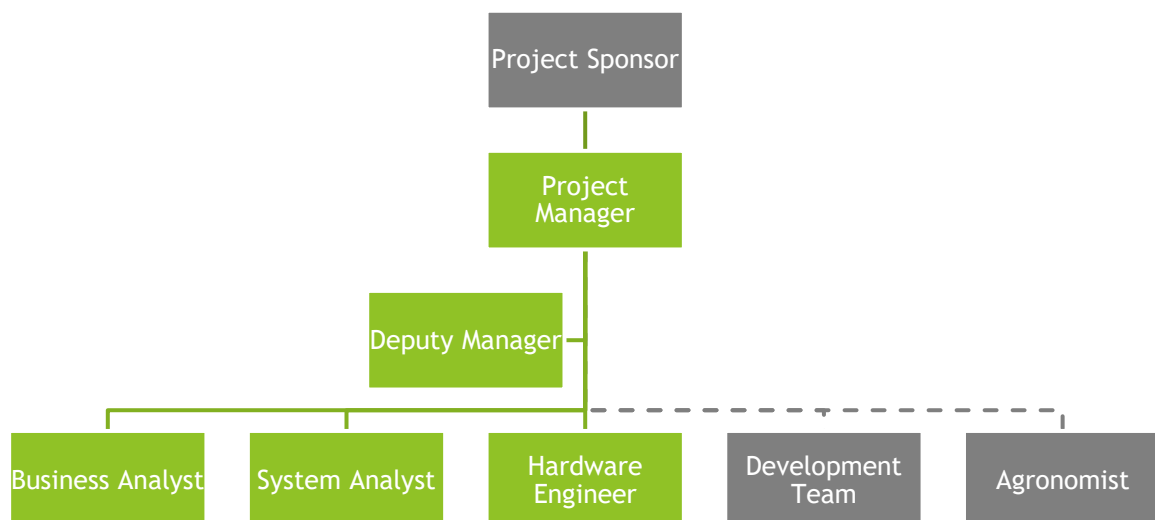 Project Sponsor
Project
Manager
Deputy Manager
Business Analyst
System Analyst
Hardware
Engineer
Development
Team
Agronomist